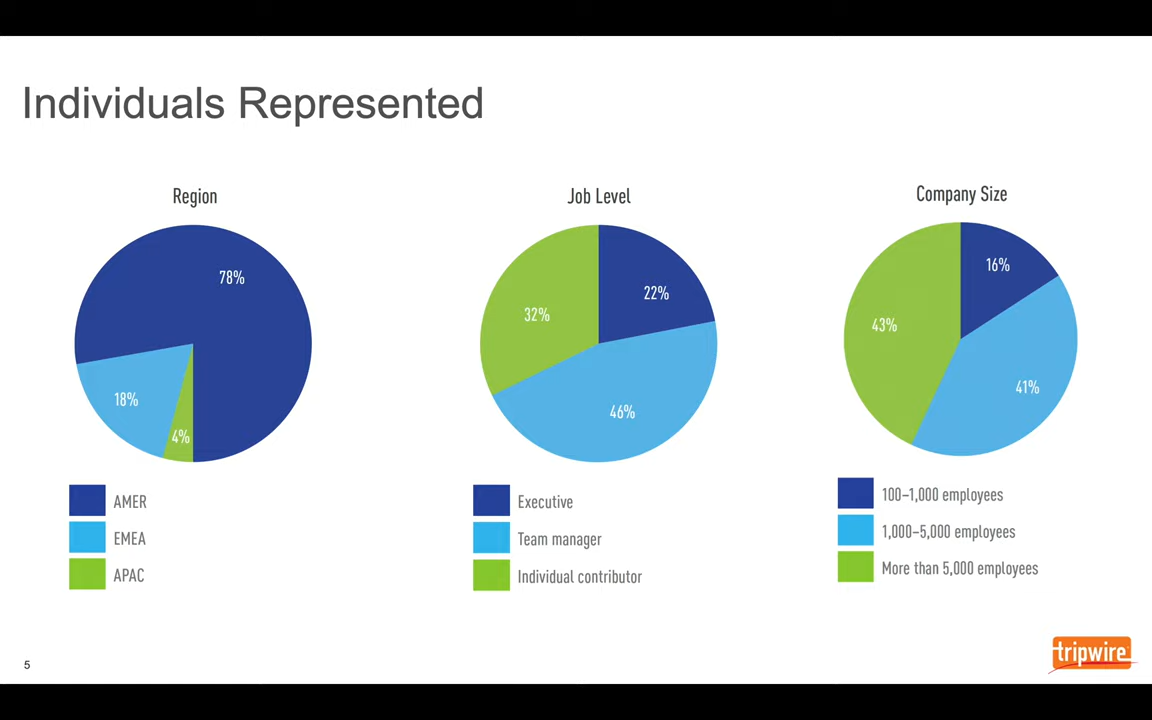 Individuals Represented
Region
78%
18%
4%
AMER
EMEA
APAC
Job Level
22%
32%
46%
Executive
Team manager
Individual contributor
Company Size
16%
43%
41%
100–1,000 employees
1,000–5,000 employees
More than 5,000 employees
5
tripwire